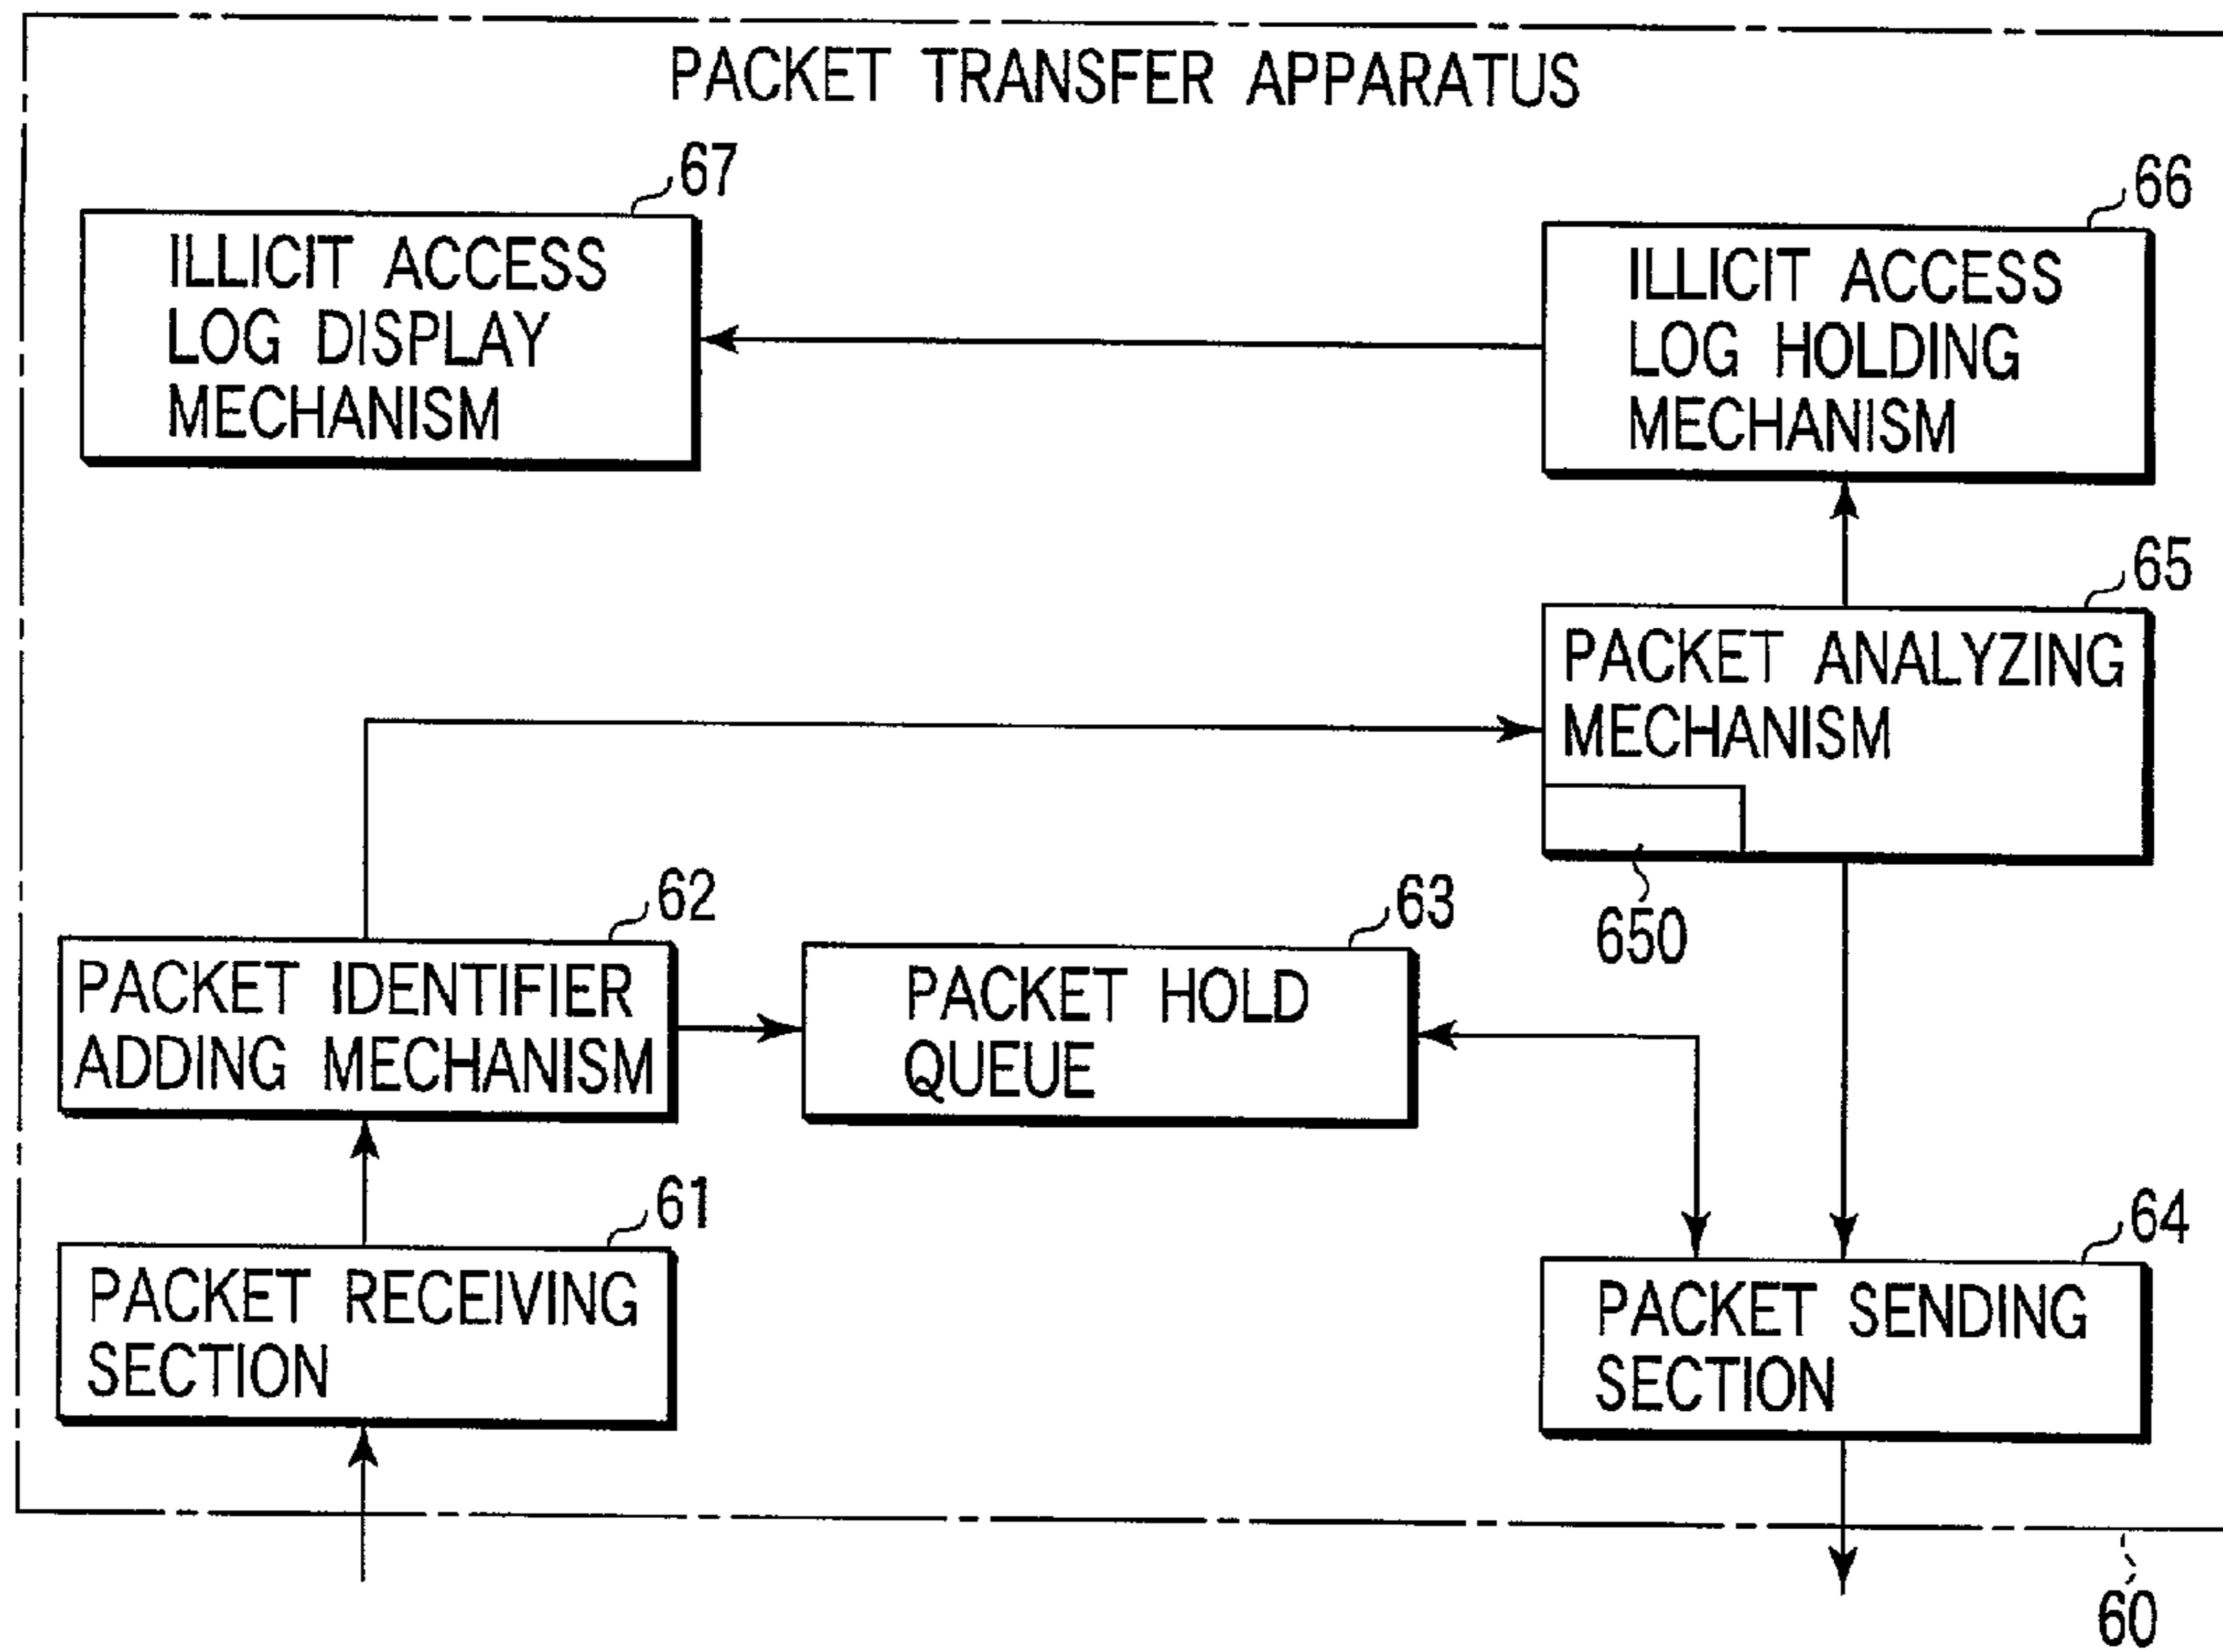 PACKET TRANSFER APPARATUS
67
ILLICIT ACCESS
LOG DISPLAY
MECHANISM
66
ILLICIT ACCESS
LOG HOLDING
MECHANISM
65
PACKET ANALYZING
MECHANISM
650
62
PACKET IDENTIFIER
ADDING MECHANISM
63
PACKET HOLD
QUEUE
61
PACKET RECEIVING
SECTION
64
PACKET SENDING
SECTION
60